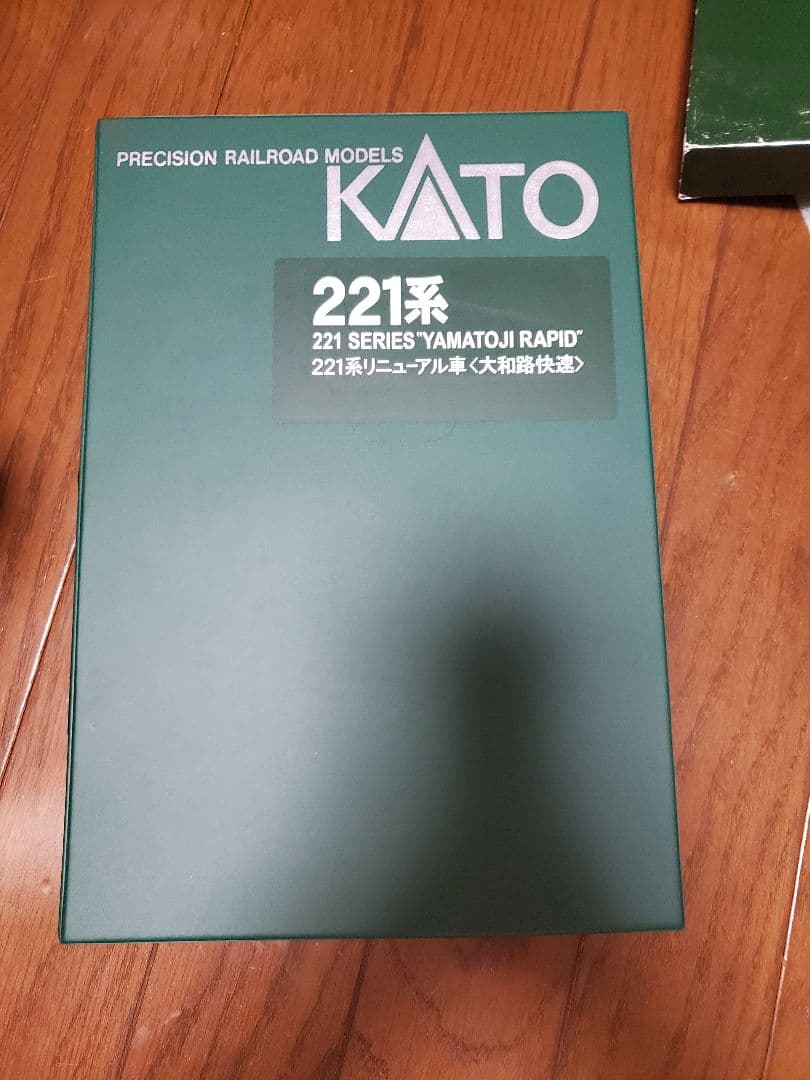 PRECISION RAILROAD MODELS
KATO
221系
221 SERIES"YAMATOJI RAPID"
221系リニューアル車〈大和路快速〉